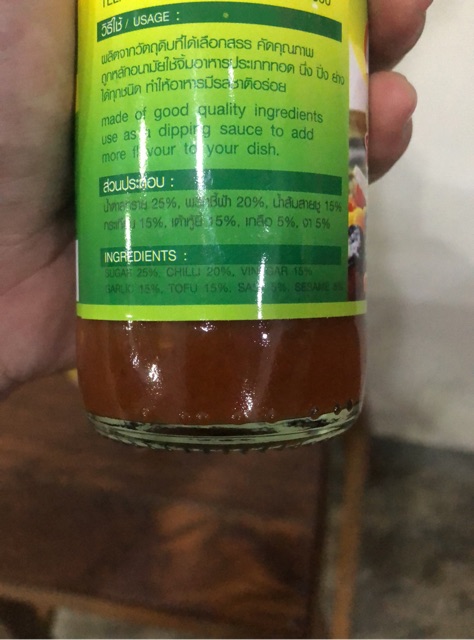 วิธีใช้ / USAGE :
ผลิตจากวัตถุดิบที่ได้เลือกสรร คัดคุณภาพ
ถูกหลักอนามัยใช้จิ้มอาหารประเภททอด นึ่ง ปิ้ง ย่าง
ได้ทุกชนิด ทำให้อาหารมีรสชาติอร่อย
made of good quality ingredients
use as a dipping sauce to add
more flavour to your dish.
ส่วนประกอบ :
น้ำตาลทราย 25%, พริกชี้ฟ้า 20%, น้ำส้มสายชู 15%
กระเทียม 15%, เต้าหู้ยี้ 15%, เกลือ 5%, งา 5%
INGREDIENTS :
SUGAR 25%, CHILLI 20%, VINEGAR 15%
GARLIC 15%, TOFU 15%, 5%, SESAME